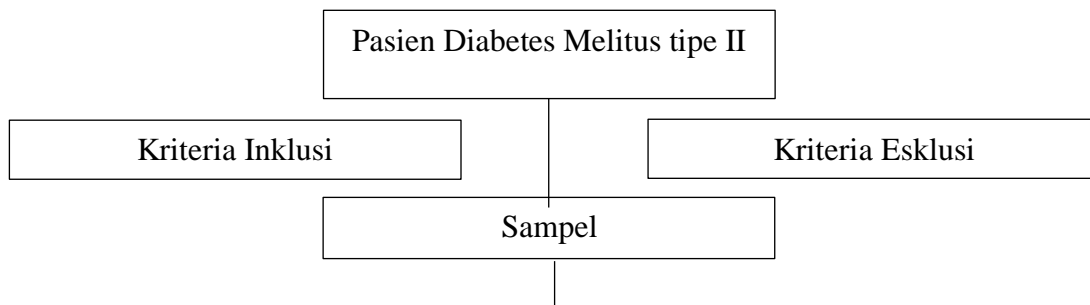 Pasien Diabetes Melitus tipe II
Kriteria Inklusi
Kriteria Esklusi
Sampel